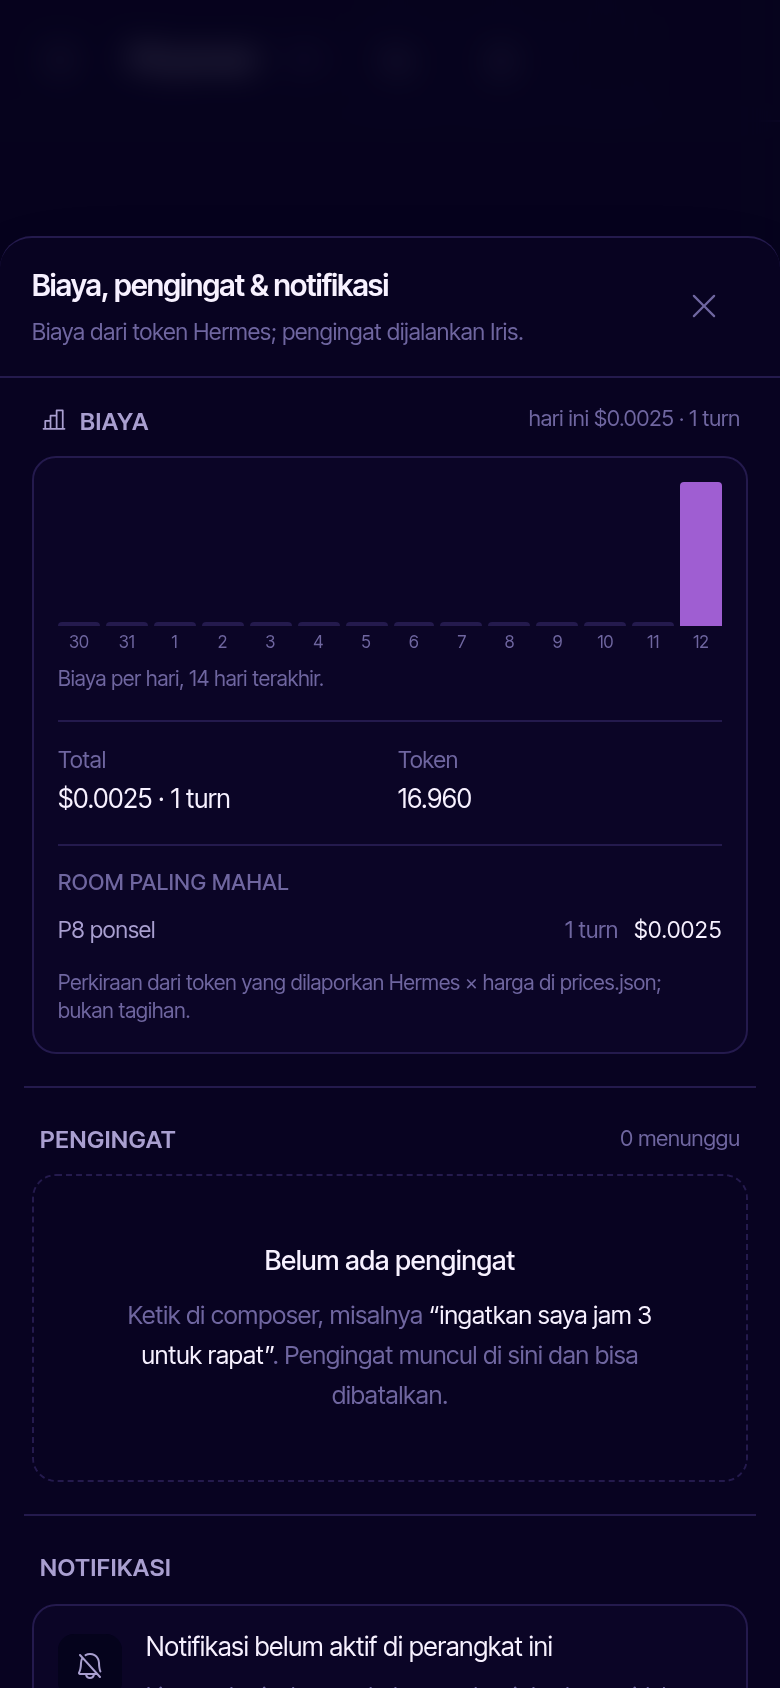 Biaya, pengingat & notifikasi
Biaya dari token Hermes; pengingat dijalankan Iris.
BIAYA
hari ini $0.0025 · 1 turn
30 31 1 2 3 4 5 6 7 8 9 10 11 12
Biaya per hari, 14 hari terakhir.
Total
$0.0025 · 1 turn
Token
16.960
ROOM PALING MAHAL
P8 ponsel 1 turn $0.0025
Perkiraan dari token yang dilaporkan Hermes × harga di prices.json;
bukan tagihan.
PENGINGAT
0 menunggu
Belum ada pengingat
Ketik di composer, misalnya “ingatkan saya jam 3
untuk rapat”. Pengingat muncul di sini dan bisa
dibatalkan.
NOTIFIKASI
Notifikasi belum aktif di perangkat ini